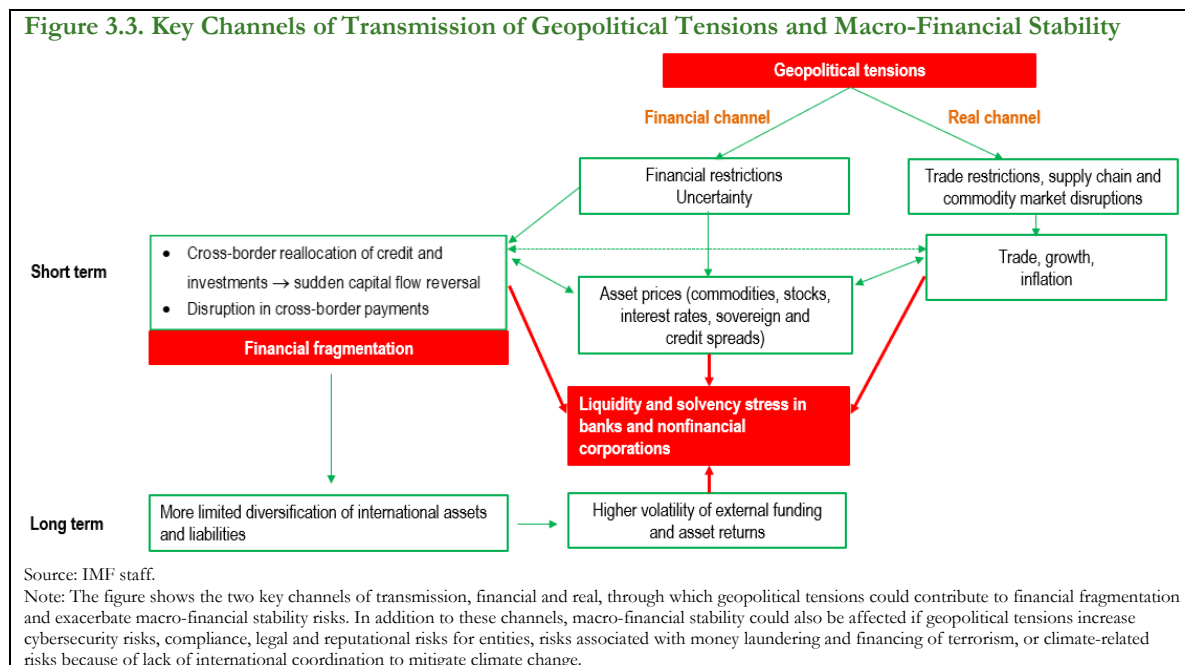 Figure 3.3. Key Channels of Transmission of Geopolitical Tensions and Macro-Financial Stability
Geopolitical tensions
Financial channel
Real channel
Financial restrictions
Uncertainty
Trade restrictions, supply chain and
commodity market disruptions
Short term
• Cross-border reallocation of credit and
investments → sudden capital flow reversal
• Disruption in cross-border payments
Financial fragmentation
Asset prices (commodities, stocks,
interest rates, sovereign and
credit spreads)
Trade, growth,
inflation
Liquidity and solvency stress in
banks and nonfinancial
corporations
Long term
More limited diversification of international assets
and liabilities
Higher volatility of external funding
and asset returns
Source: IMF staff.
Note: The figure shows the two key channels of transmission, financial and real, through which geopolitical tensions could contribute to financial fragmentation
and exacerbate macro-financial stability risks. In addition to these channels, macro-financial stability could also be affected if geopolitical tensions increase
cybersecurity risks, compliance, legal and reputational risks for entities, risks associated with money laundering and financing of terrorism, or climate-related
risks because of lack of international coordination to mitigate climate change.